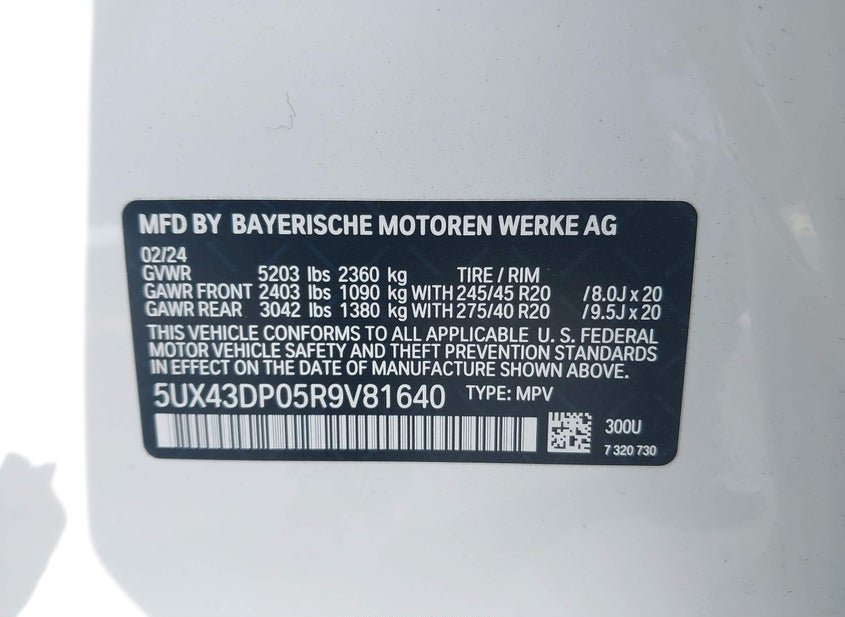 MFD BY BAYERISCHE MOTOREN WERKE AG
02/24
GVWR 5203 lbs 2360 kg TIRE / RIM
GAWR FRONT 2403 lbs 1090 kg WITH 245/45 R20 /8.0J x 20
GAWR REAR 3042 lbs 1380 kg WITH 275/40 R20 /9.5J x 20
THIS VEHICLE CONFORMS TO ALL APPLICABLE U. S. FEDERAL
MOTOR VEHICLE SAFETY AND THEFT PREVENTION STANDARDS
IN EFFECT ON THE DATE OF MANUFACTURE SHOWN ABOVE.
5UX43DP05R9V81640 TYPE: MPV
300U
7 320 730